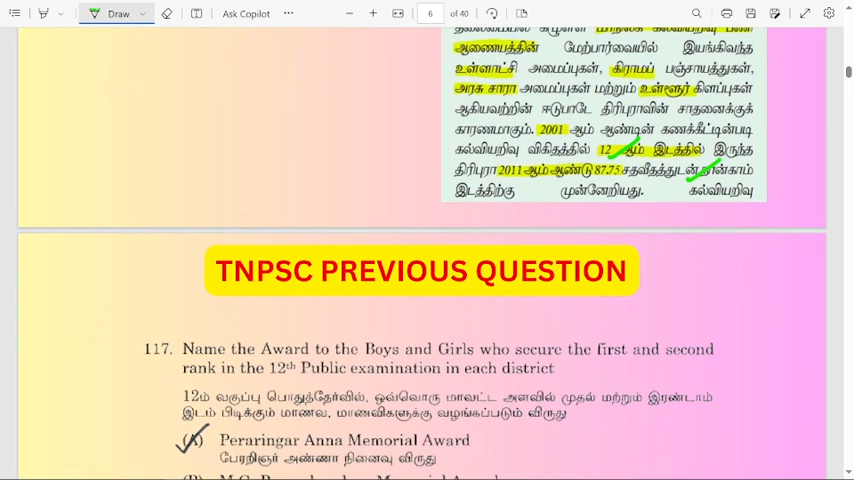 Draw
Ask Copilot
6
of 40
தலைமையில் கீழுள்ள மாநிலக் கல்வியறிவு பணி
ஆணையத்தின் மேற்பார்வையில் இயங்கிவந்த
உள்ளாட்சி அமைப்புகள், கிராமப் பஞ்சாயத்துகள்,
அரசு சாரா அமைப்புகள் மற்றும் உள்ளூர் கிளப்புகள்
ஆகியவற்றின் ஈடுபாடே திரிபுராவின் சாதனைக்குக்
காரணமாகும். 2001 ஆம் ஆண்டின் கணக்கீட்டின்படி
கல்வியறிவு விகிதத்தில் 12 ஆம் இடத்தில் இருந்த
திரிபுரா 2011 ஆம் ஆண்டு 87.75 சதவீதத்துடன் நான்காம்
இடத்திற்கு முன்னேறியது. கல்வியறிவு
TNPSC PREVIOUS QUESTION
117. Name the Award to the Boys and Girls who secure the first and second
rank in the 12th Public examination in each district
12ம் வகுப்பு பொதுத்தேர்வில், ஒவ்வொரு மாவட்ட அளவில் முதல் மற்றும் இரண்டாம்
இடம் பிடிக்கும் மாணவ, மாணவிகளுக்கு வழங்கப்படும் விருது
(A) Peraringar Anna Memorial Award
பேரறிஞர் அண்ணா நினைவு விருது